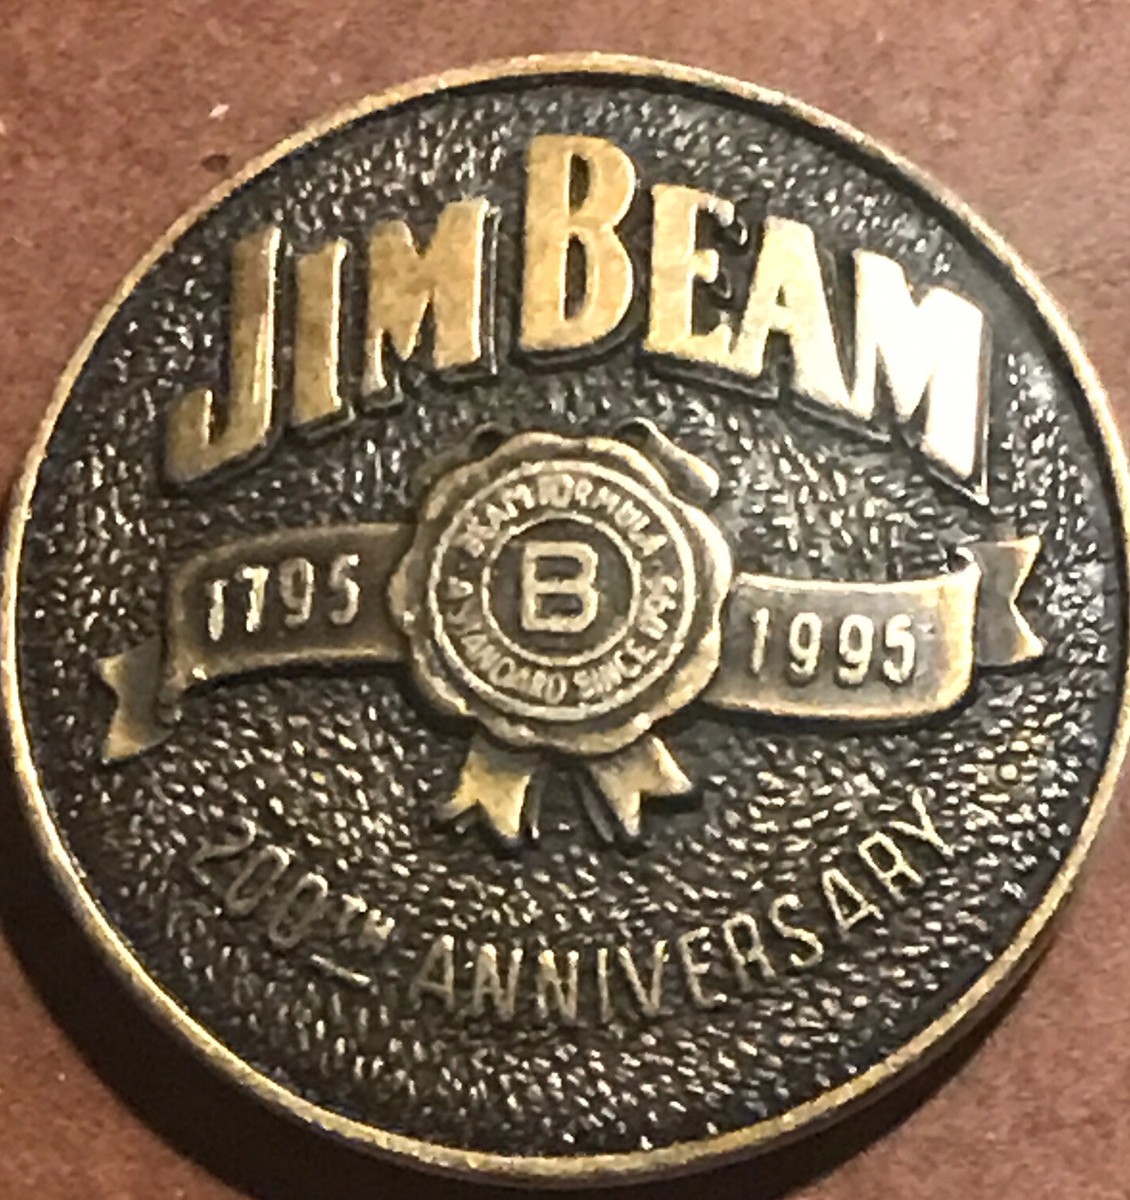 JIM BEAM
BEAM FORMULA
B
A STANDARD SINCE 1795
1795
1995
200TH ANNIVERSARY